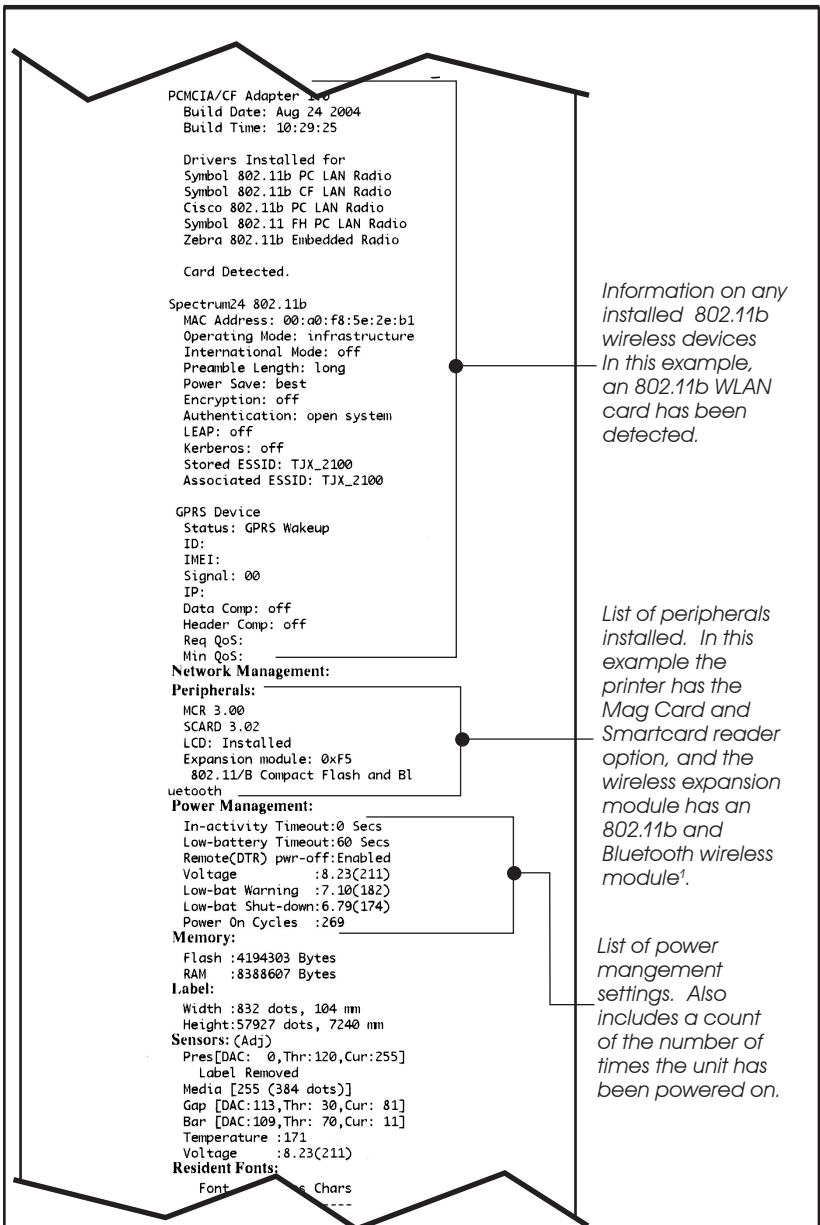 PCMCIA/CF Adapter
Build Date: Aug 24 2004
Build Time: 10:29:25
Drivers Installed for
Symbol 802.11b PC LAN Radio
Symbol 802.11b CF LAN Radio
Cisco 802.11b PC LAN Radio
Symbol 802.11 FH PC LAN Radio
Zebra 802.11b Embedded Radio
Card Detected.
Spectrum24 802.11b
MAC Address: 00:a0:f8:5e:2e:b1
Operating Mode: infrastructure
International Mode: off
Preamble Length: long
Power Save: best
Encryption: off
Authentication: open system
LEAP: off
Kerberos: off
Stored ESSID: TJX_2100
Associated ESSID: TJX_2100
GPRS Device
Status: GPRS Wakeup
ID:
IMEI:
Signal: 00
IP:
Data Comp: off
Header Comp: off
Req QoS:
Min QoS:
Network Management:
Peripherals:
MCR 3.00
SCARD 3.02
LCD: Installed
Expansion module: 0xF5
802.11/B Compact Flash and Bl
uetooth
Power Management:
In-activity Timeout:0 Secs
Low-battery Timeout:60 Secs
Remote(DTR) pwr-off:Enabled
Voltage :8.23(211)
Low-bat Warning :7.10(182)
Low-bat Shut-down:6.79(174)
Power On Cycles :269
Memory:
Flash :4194303 Bytes
RAM :8388607 Bytes
Label:
Width :832 dots, 104 mm
Height:57927 dots, 7240 mm
Sensors: (Adj)
Pres[DAC: 0,Thr:120,Cur:255]
Label Removed
Media [255 (384 dots)]
Gap [DAC:113,Thr: 30,Cur: 81]
Bar [DAC:109,Thr: 70,Cur: 11]
Temperature :171
Voltage :8.23(211)
Resident Fonts:
Font Chars
Information on any
installed 802.11b
wireless devices
In this example,
an 802.11b WLAN
card has been
detected.
List of peripherals
installed. In this
example the
printer has the
Mag Card and
Smartcard reader
option, and the
wireless expansion
module has an
802.11b and
Bluetooth wireless
module¹.
List of power
mangement
settings. Also
includes a count
of the number of
times the unit has
been powered on.